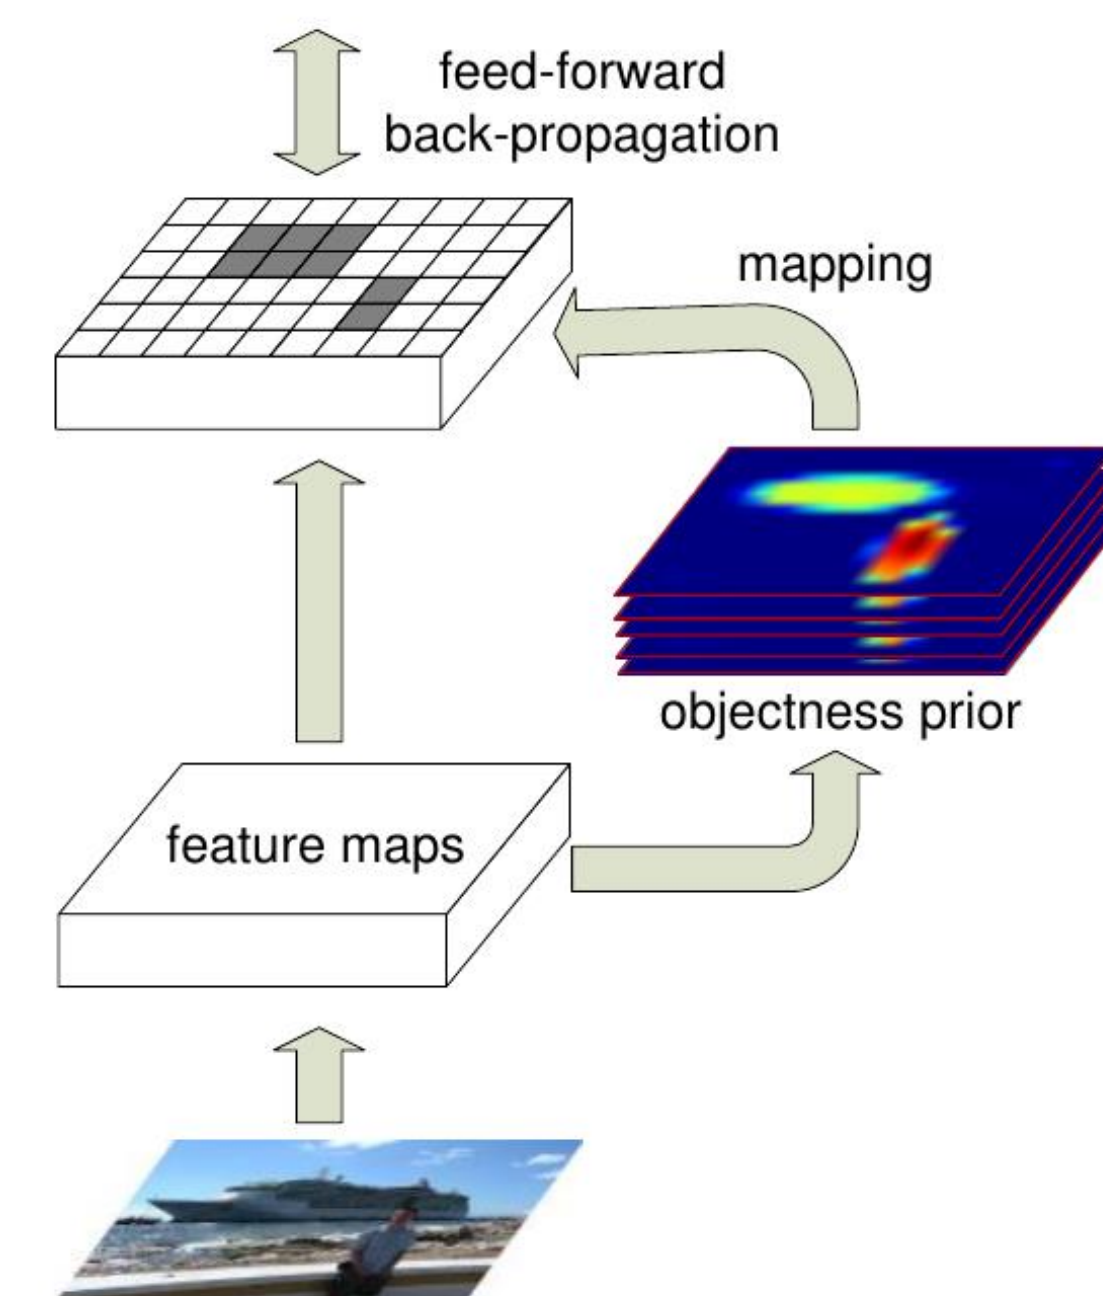 feed-forward
back-propagation
mapping
objectness prior
feature maps